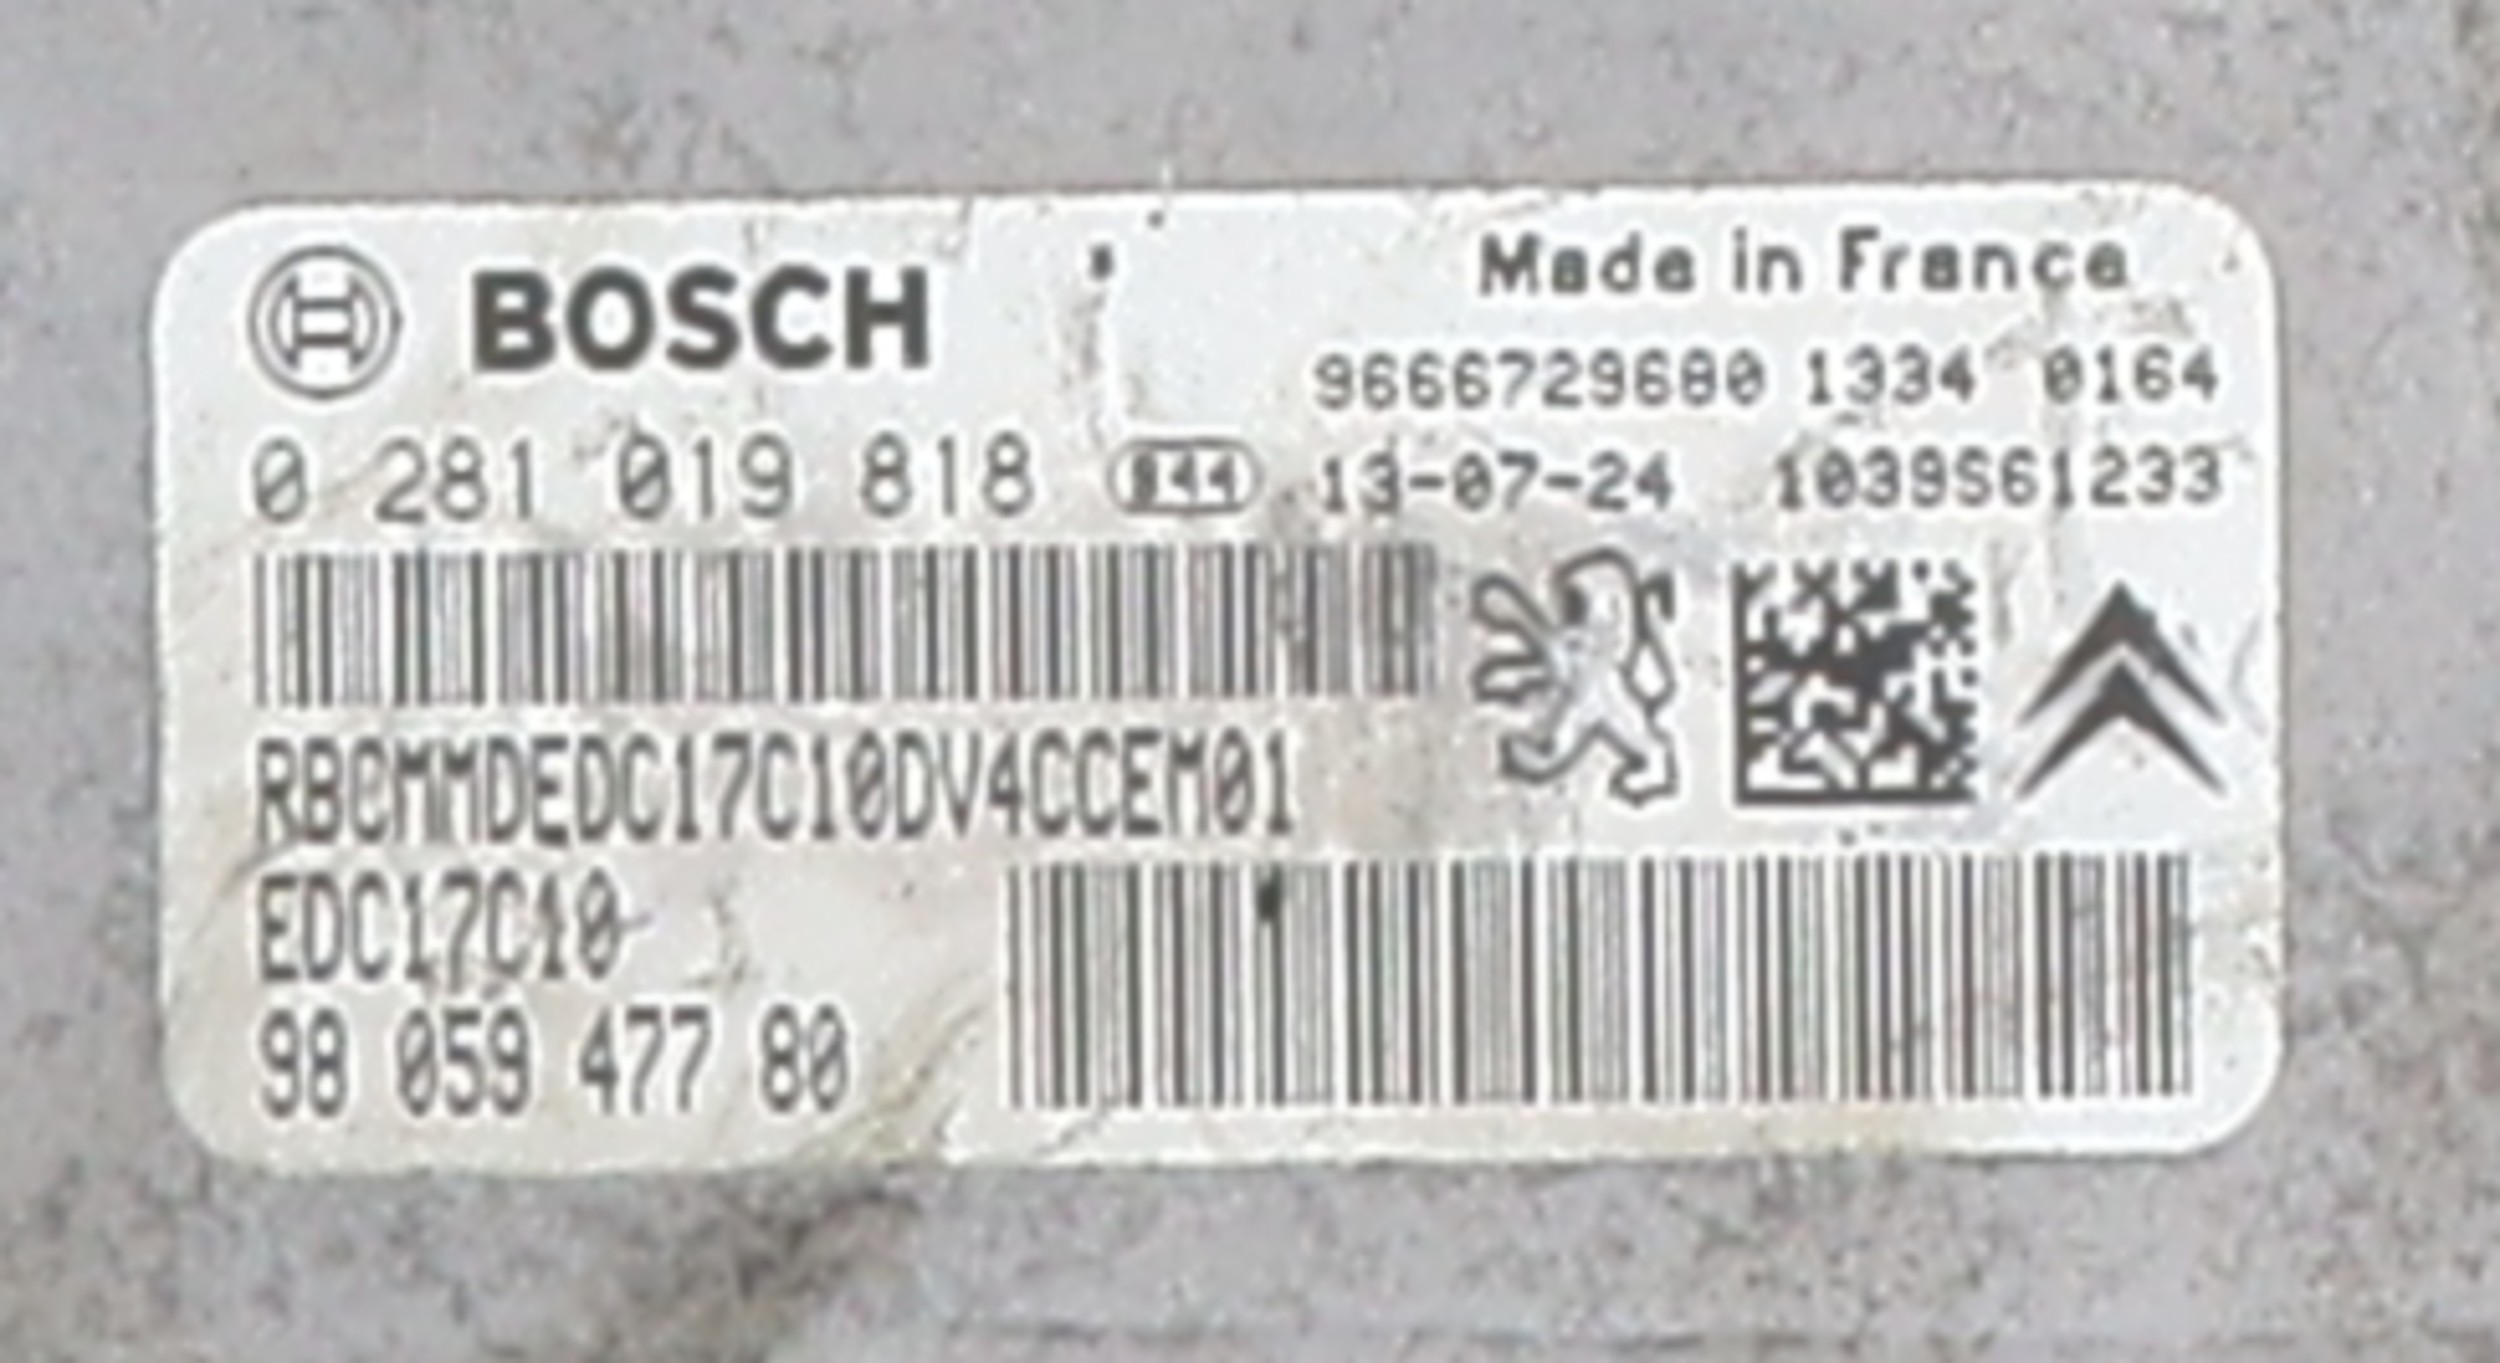 BOSCH
Made in France
9666729680 1334 0164
0 281 019 818 844 13-07-24 1039S61233
RBCMMDEDC17C10DV4CCEM01
EDC17C10
98 059 477 80